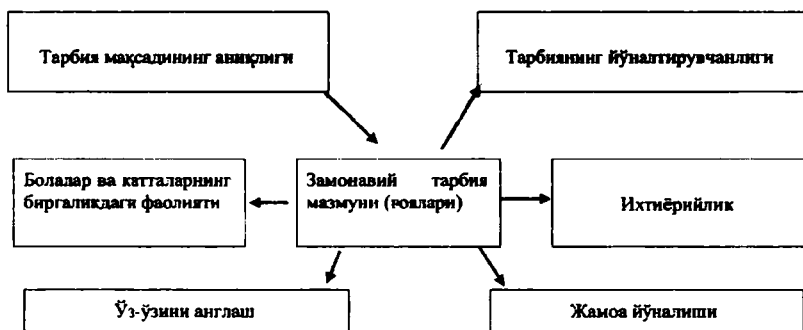 Тарбия мақсадининг аниқлиги
Тарбиянинг йўналтирувчанлиги
Болалар ва катталарнинг
биргаликдаги фаолияти
Замонавий тарбия
мазмуни (ғоялари)
Ихтиёрийлик
Ўз-ўзини англаш
Жамоа йўналиши